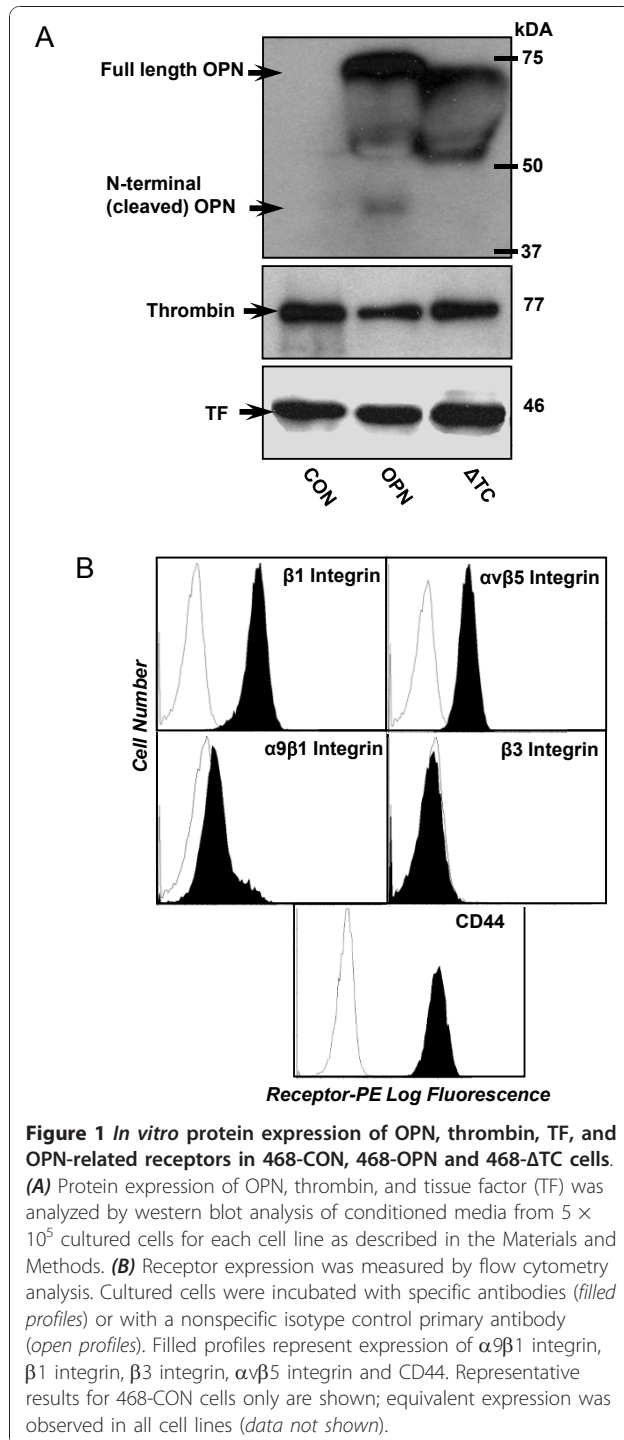 A
kDA
Full length OPN
75
50
N-terminal
(cleaved) OPN
37
Thrombin
77
TF
46
CON
OPN
ΔTC
B
β1 Integrin
αvβ5 Integrin
Cell Number
α9β1 Integrin
β3 Integrin
CD44
Receptor-PE Log Fluorescence
Figure 1 In vitro protein expression of OPN, thrombin, TF, and
OPN-related receptors in 468-CON, 468-OPN and 468-ΔTC cells.
(A) Protein expression of OPN, thrombin, and tissue factor (TF) was
analyzed by western blot analysis of conditioned media from 5 ×
10⁵ cultured cells for each cell line as described in the Materials and
Methods. (B) Receptor expression was measured by flow cytometry
analysis. Cultured cells were incubated with specific antibodies (filled
profiles) or with a nonspecific isotype control primary antibody
(open profiles). Filled profiles represent expression of α9β1 integrin,
β1 integrin, β3 integrin, αvβ5 integrin and CD44. Representative
results for 468-CON cells only are shown; equivalent expression was
observed in all cell lines (data not shown).